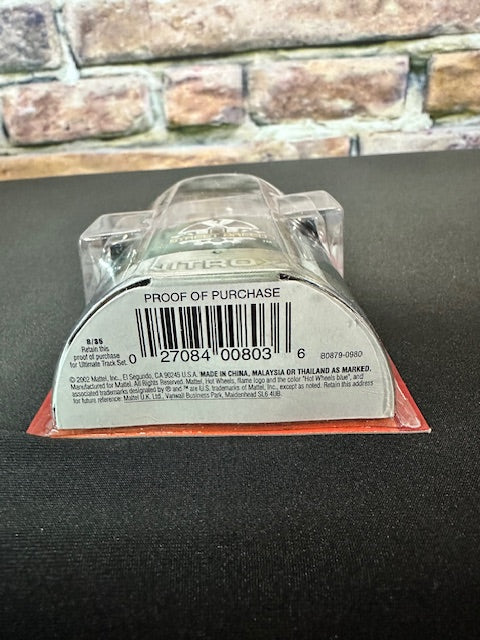 NITROX
PROOF OF PURCHASE
8/35
Retain this
proof of purchase
for Ultimate Track Set.
0 27084 00803 6
80879-0980
© 2002 Mattel, Inc., El Segundo, CA 90245 U.S.A. MADE IN CHINA, MALAYSIA OR THAILAND AS MARKED.
Manufactured for Mattel. All Rights Reserved. Mattel, Hot Wheels, flame logo and the color "Hot Wheels blue", and
associated trademarks designated by ® and ™ are U.S. trademarks of Mattel, Inc., except as noted. Retain this address
for future reference: Mattel U.K. Ltd., Vanwall Business Park, Maidenhead SL6 4UB.